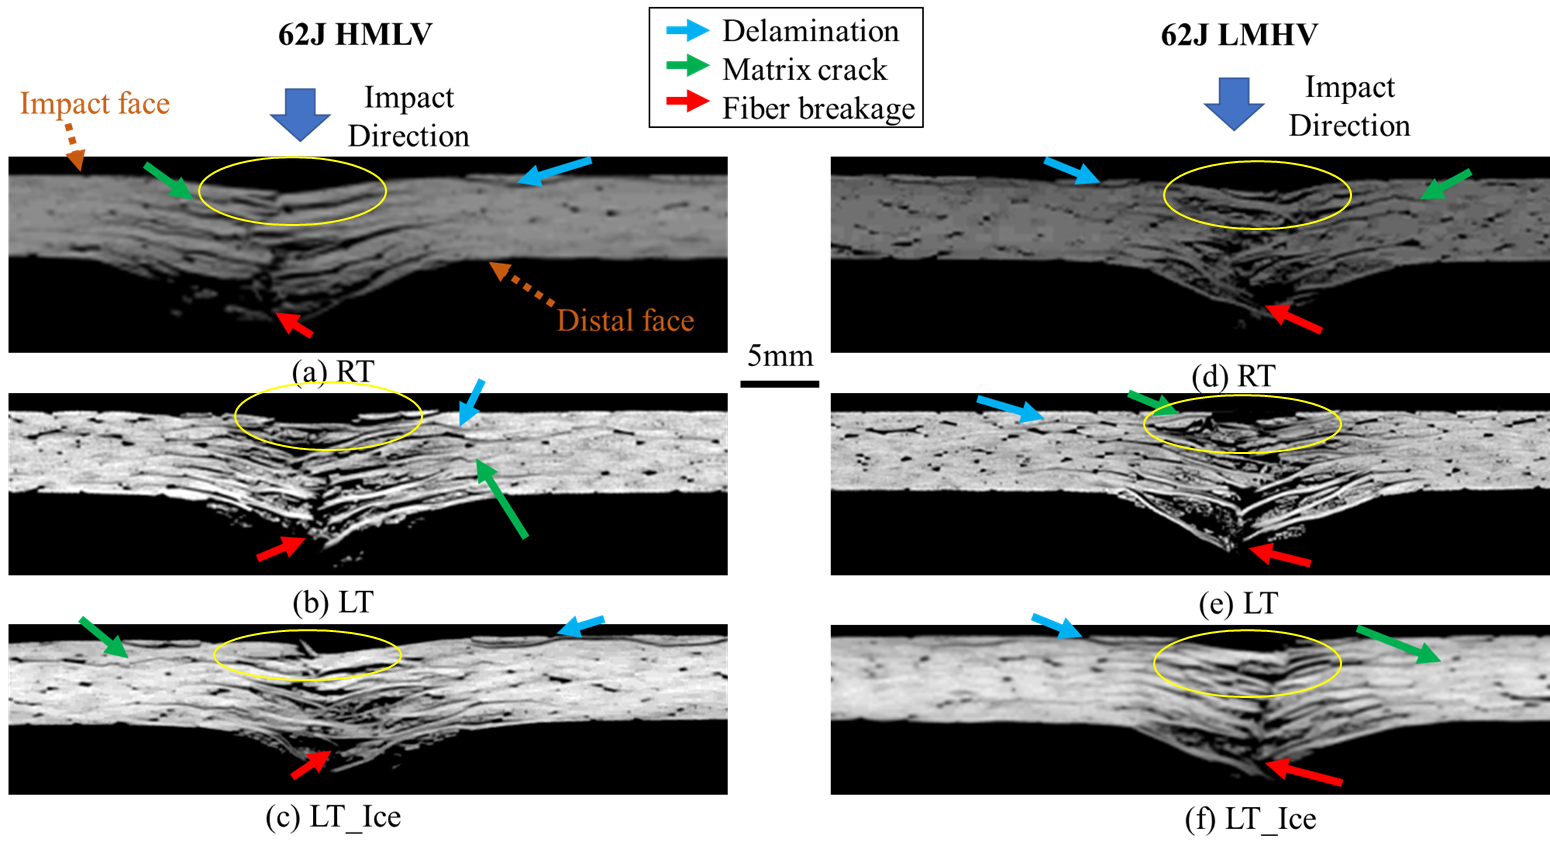 62J HMLV
Delamination
Matrix crack
Fiber breakage
62J LMHV
Impact face
Impact
Direction
Impact
Direction
Distal face
(a) RT
5mm
(d) RT
(b) LT
(e) LT
(c) LT_Ice
(f) LT_Ice